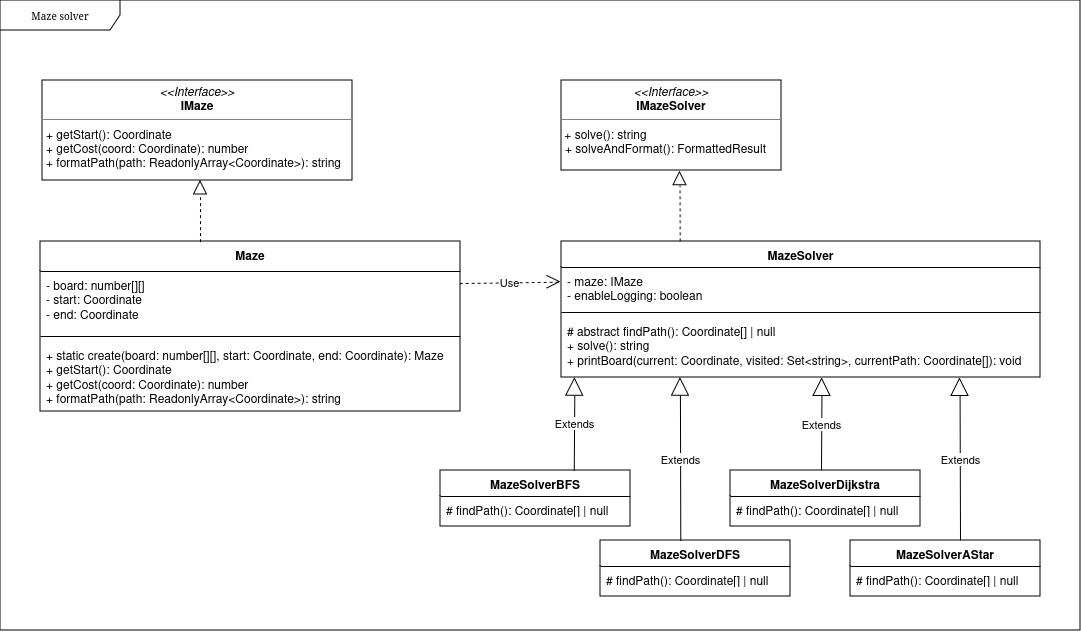 Maze solver
<<Interface>>
IMaze
+ getStart(): Coordinate
+ getCost(coord: Coordinate): number
+ formatPath(path: ReadonlyArray<Coordinate>): string
<<Interface>>
IMazeSolver
+ solve(): string
+ solveAndFormat(): FormattedResult
Maze
- board: number[][]
- start: Coordinate
- end: Coordinate
+ static create(board: number[][], start: Coordinate, end: Coordinate): Maze
+ getStart(): Coordinate
+ getCost(coord: Coordinate): number
+ formatPath(path: ReadonlyArray<Coordinate>): string
Use
MazeSolver
- maze: IMaze
- enableLogging: boolean
# abstract findPath(): Coordinate[] | null
+ solve(): string
+ printBoard(current: Coordinate, visited: Set<string>, currentPath: Coordinate[]): void
Extends
Extends
Extends
Extends
MazeSolverBFS
# findPath(): Coordinate[] | null
MazeSolverDijkstra
# findPath(): Coordinate[] | null
MazeSolverDFS
# findPath(): Coordinate[] | null
MazeSolverAStar
# findPath(): Coordinate[] | null